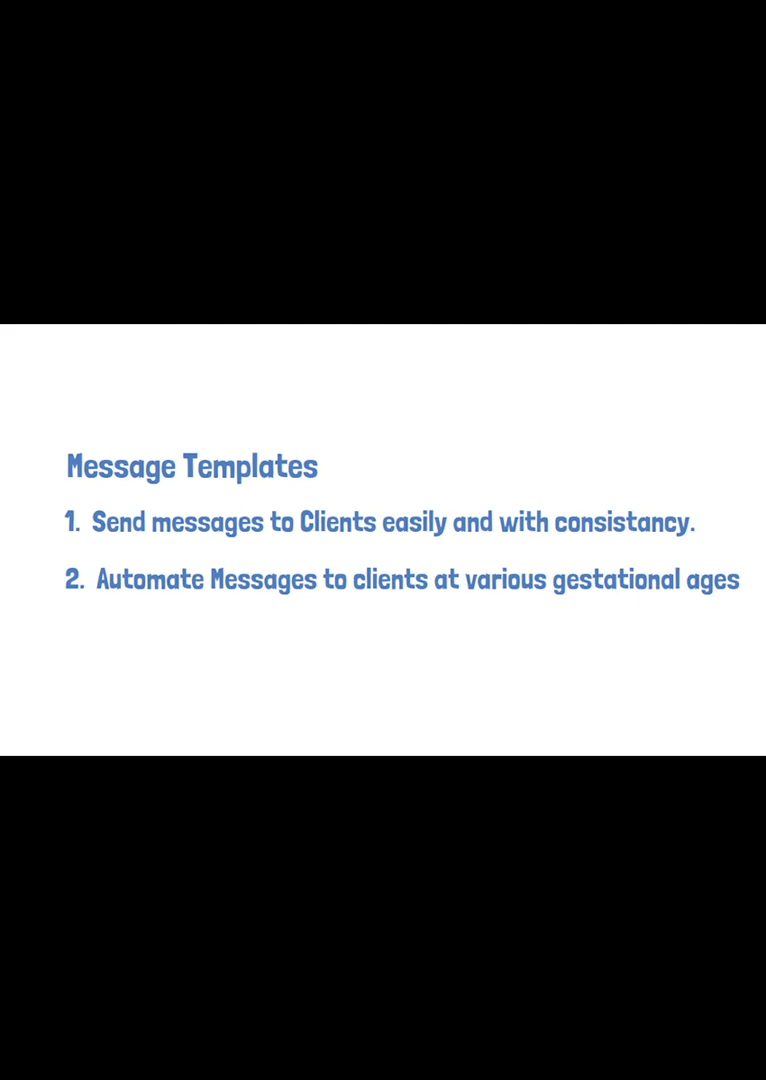 Message Templates
1. Send messages to Clients easily and with consistancy.
2. Automate Messages to clients at various gestational ages